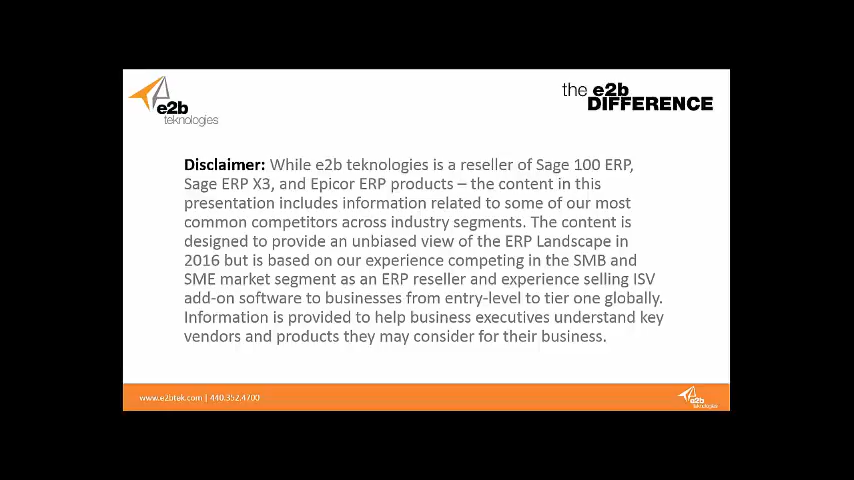 e2b
teknologies
the e2b
DIFFERENCE
Disclaimer: While e2b teknologies is a reseller of Sage 100 ERP,
Sage ERP X3, and Epicor ERP products – the content in this
presentation includes information related to some of our most
common competitors across industry segments. The content is
designed to provide an unbiased view of the ERP Landscape in
2016 but is based on our experience competing in the SMB and
SME market segment as an ERP reseller and experience selling ISV
add-on software to businesses from entry-level to tier one globally.
Information is provided to help business executives understand key
vendors and products they may consider for their business.
www.e2btek.com | 440.352.4700
e2b
teknologies